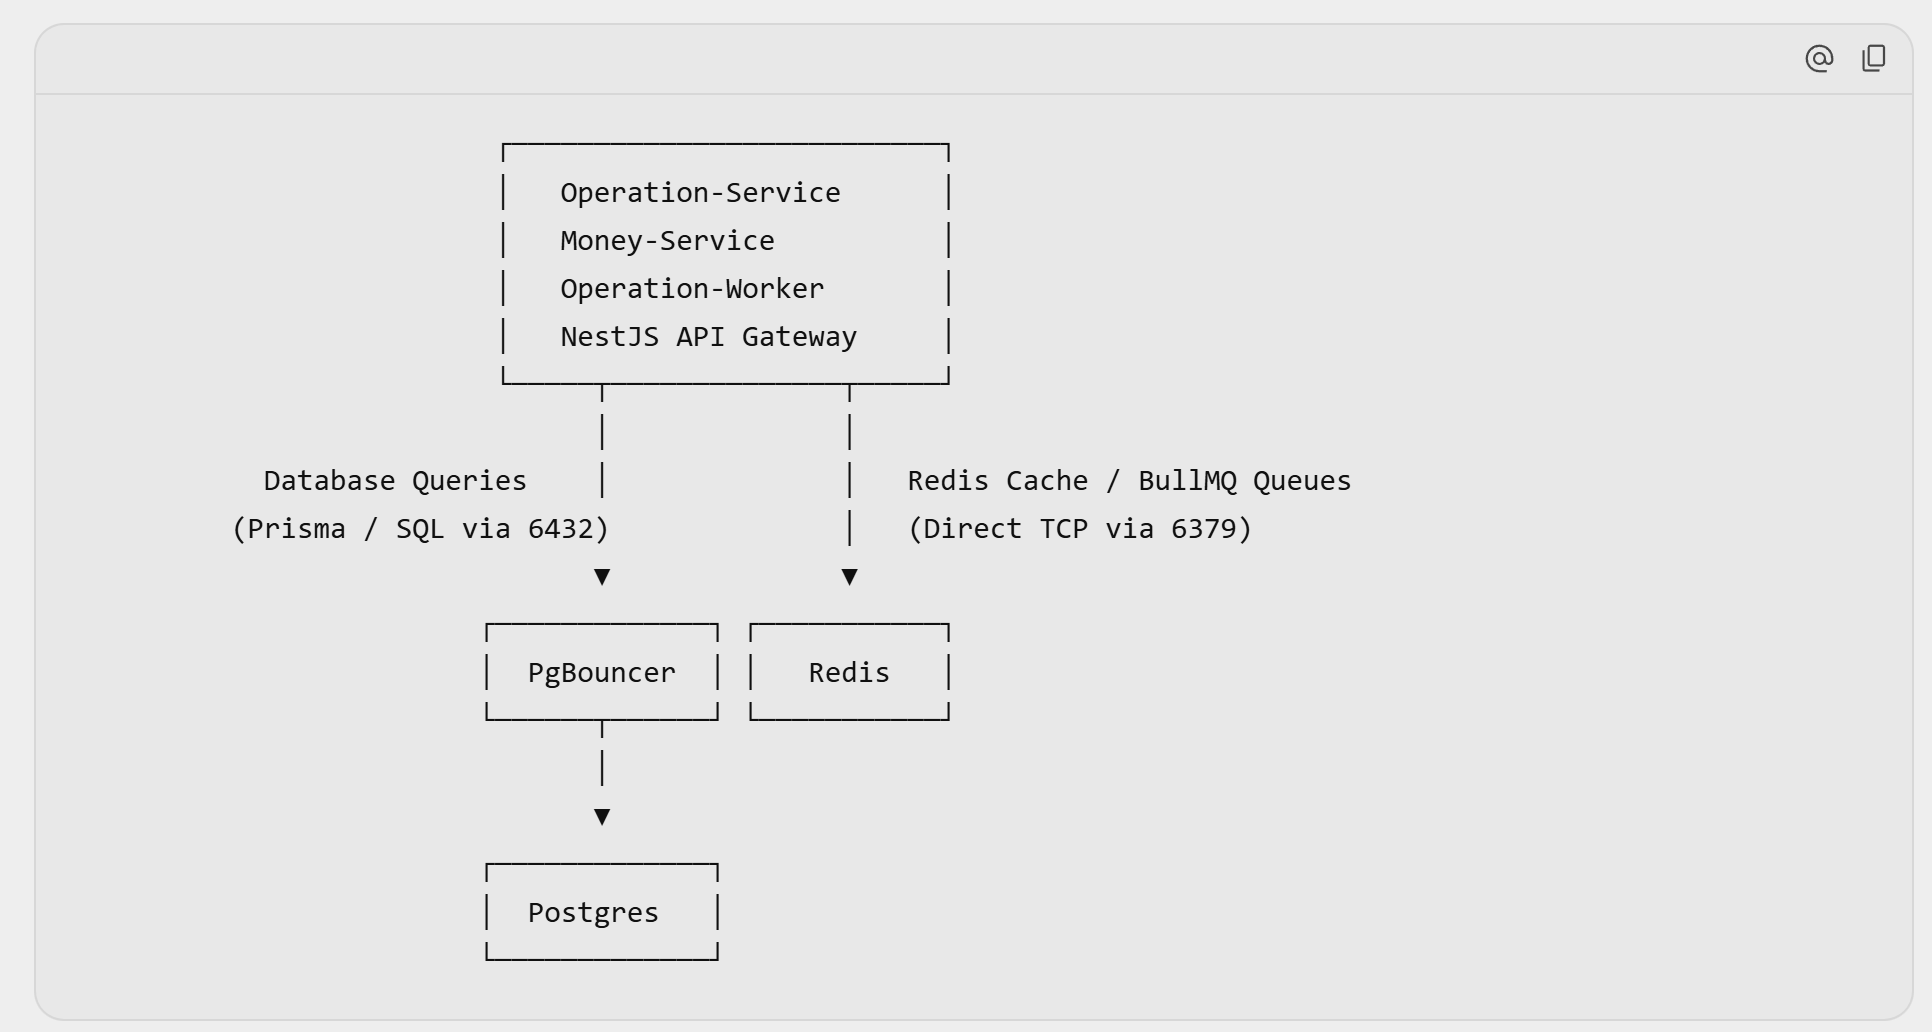 Operation-Service
Money-Service
Operation-Worker
NestJS API Gateway
Database Queries
(Prisma / SQL via 6432)
Redis Cache / BullMQ Queues
(Direct TCP via 6379)
PgBouncer
Redis
Postgres